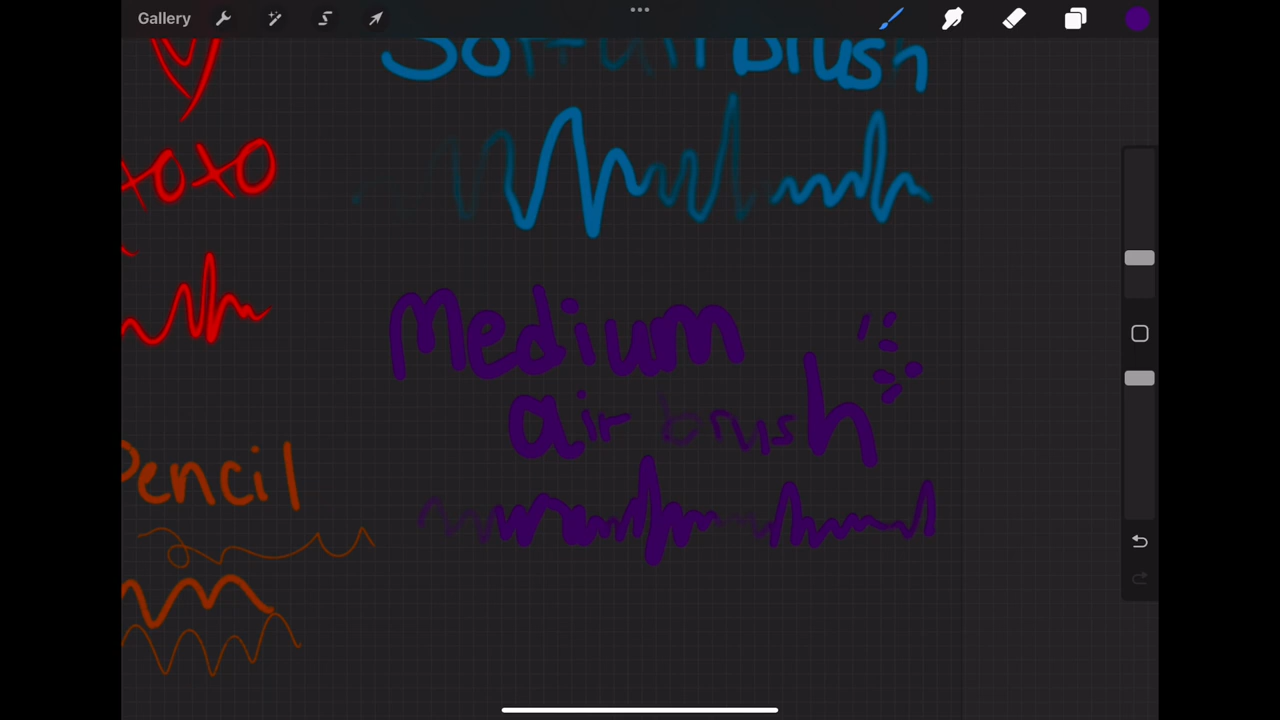 Gallery
Soft airbrush
xoxo
Medium
air brush
Pencil